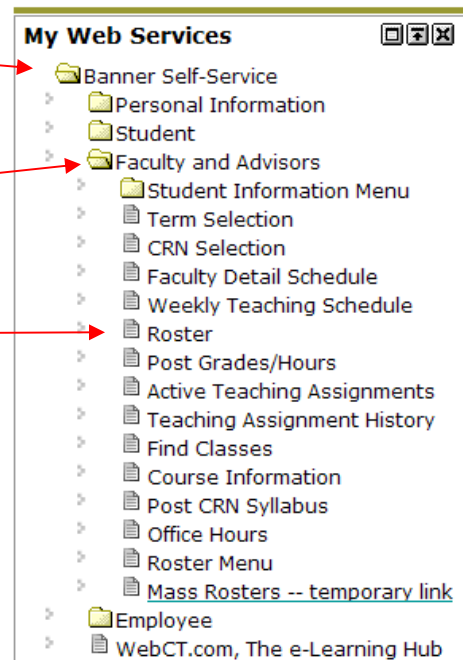 My Web Services
Banner Self-Service
Personal Information
Student
Faculty and Advisors
Student Information Menu
Term Selection
CRN Selection
Faculty Detail Schedule
Weekly Teaching Schedule
Roster
Post Grades/Hours
Active Teaching Assignments
Teaching Assignment History
Find Classes
Course Information
Post CRN Syllabus
Office Hours
Roster Menu
Mass Rosters -- temporary link
Employee
WebCT.com, The e-Learning Hub